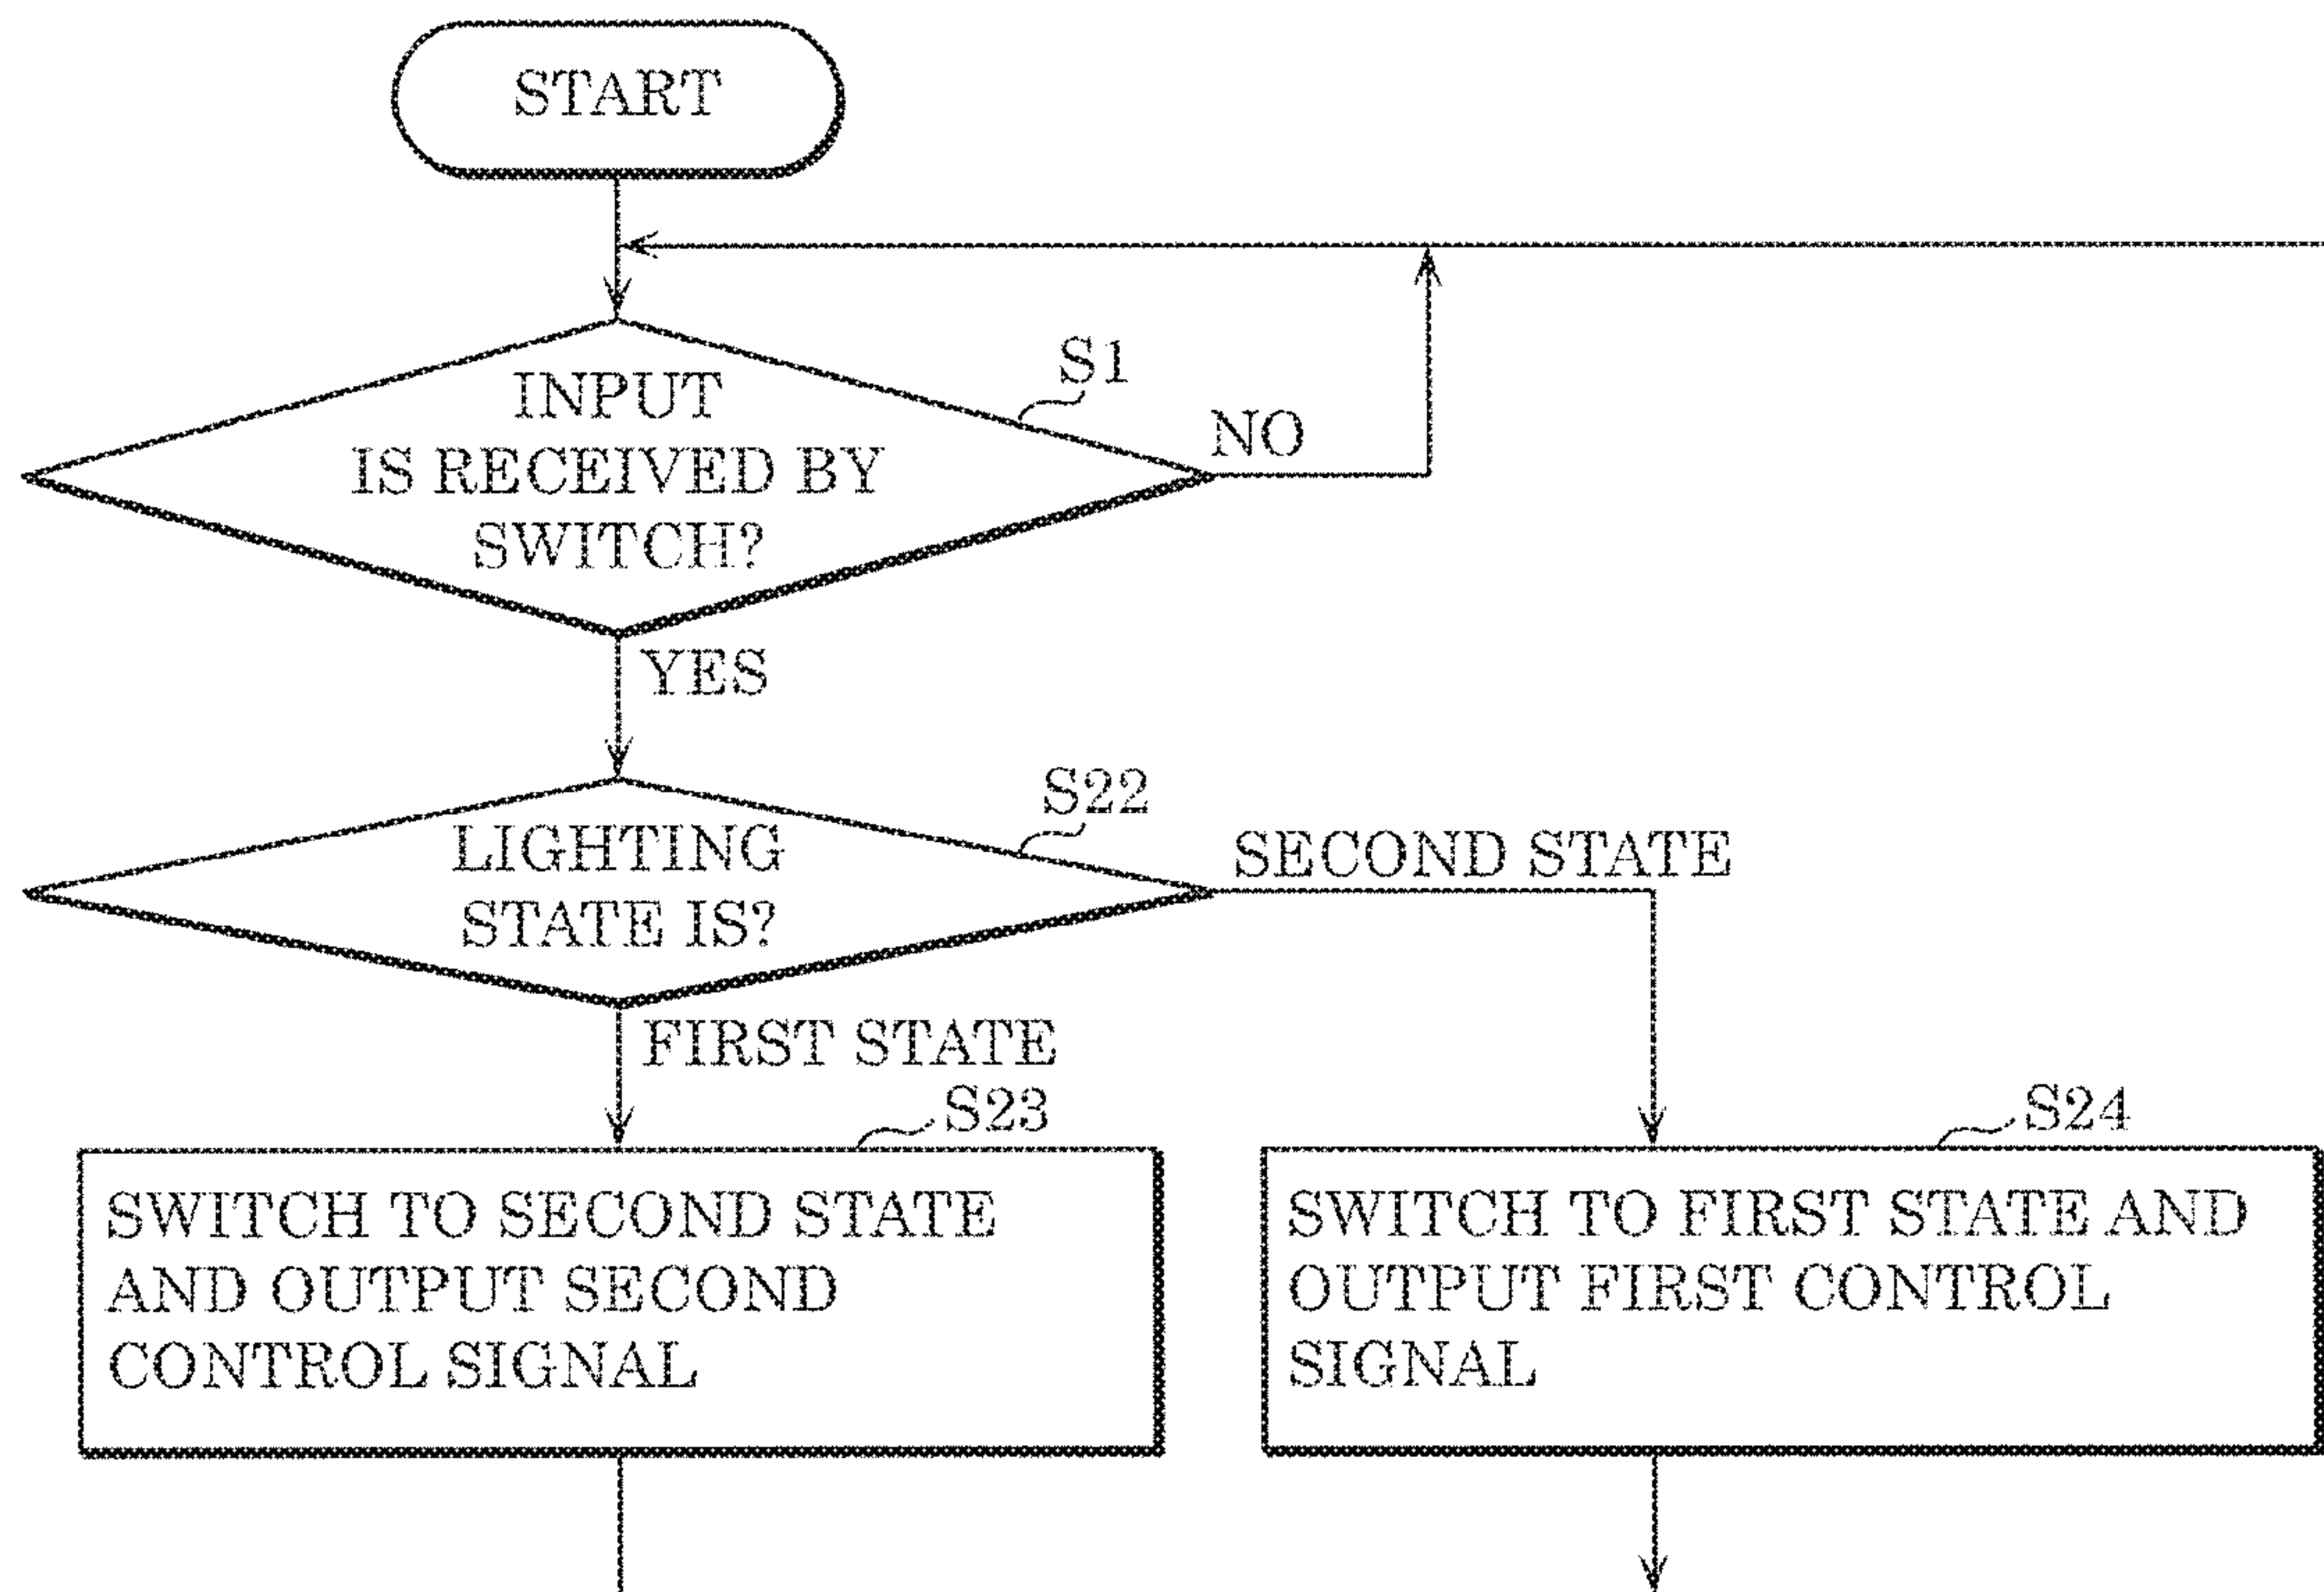 START
INPUT
IS RECEIVED BY
SWITCH?
S1
NO
YES
LIGHTING
STATE IS?
S22
SECOND STATE
FIRST STATE
S23
SWITCH TO SECOND STATE
AND OUTPUT SECOND
CONTROL SIGNAL
S24
SWITCH TO FIRST STATE AND
OUTPUT FIRST CONTROL
SIGNAL